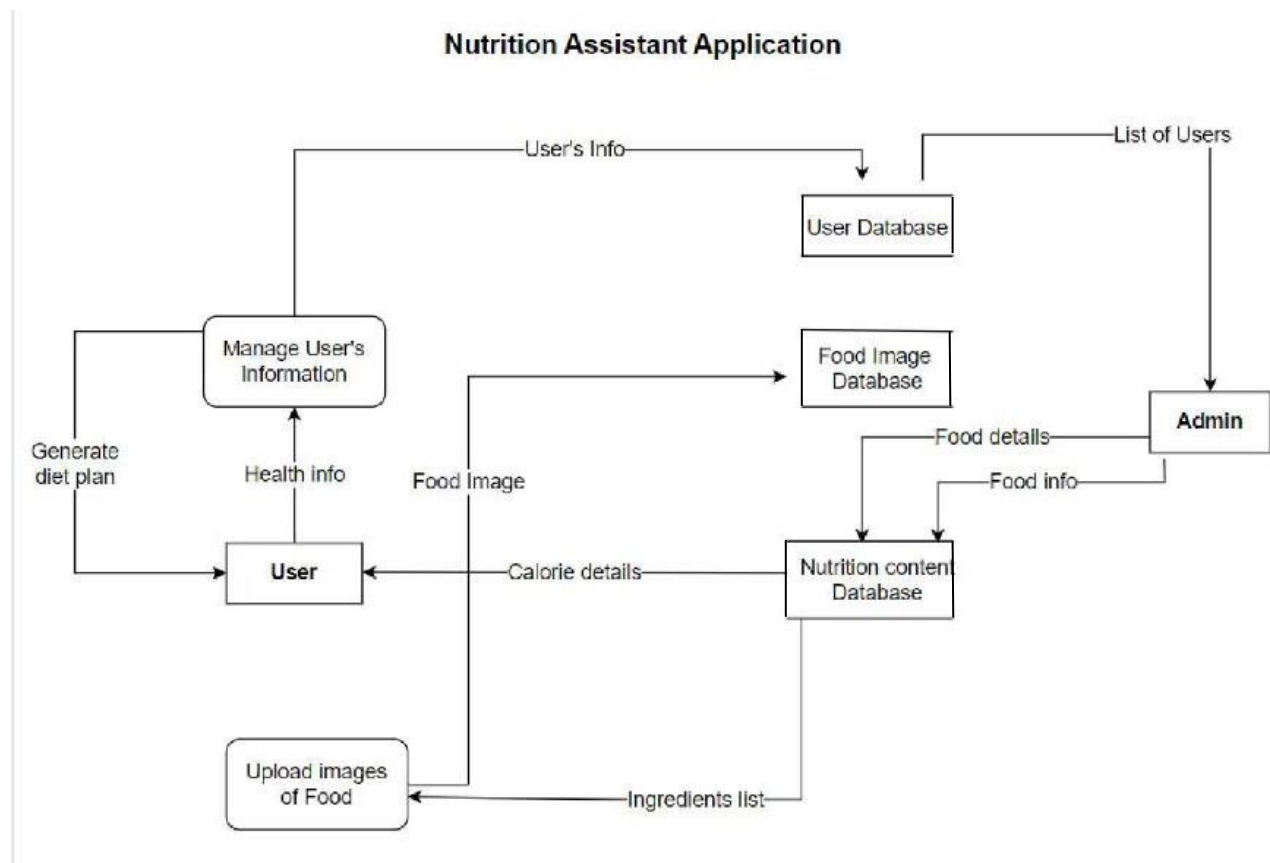 Nutrition Assistant Application
List of Users
User's Info
User Database
Manage User's
Information
Food Image
Database
Admin
Food details
Generate
diet plan
Health info
Food Image
Food info
Nutrition content
Database
User
Calorie details
Upload images
of Food
Ingredients list